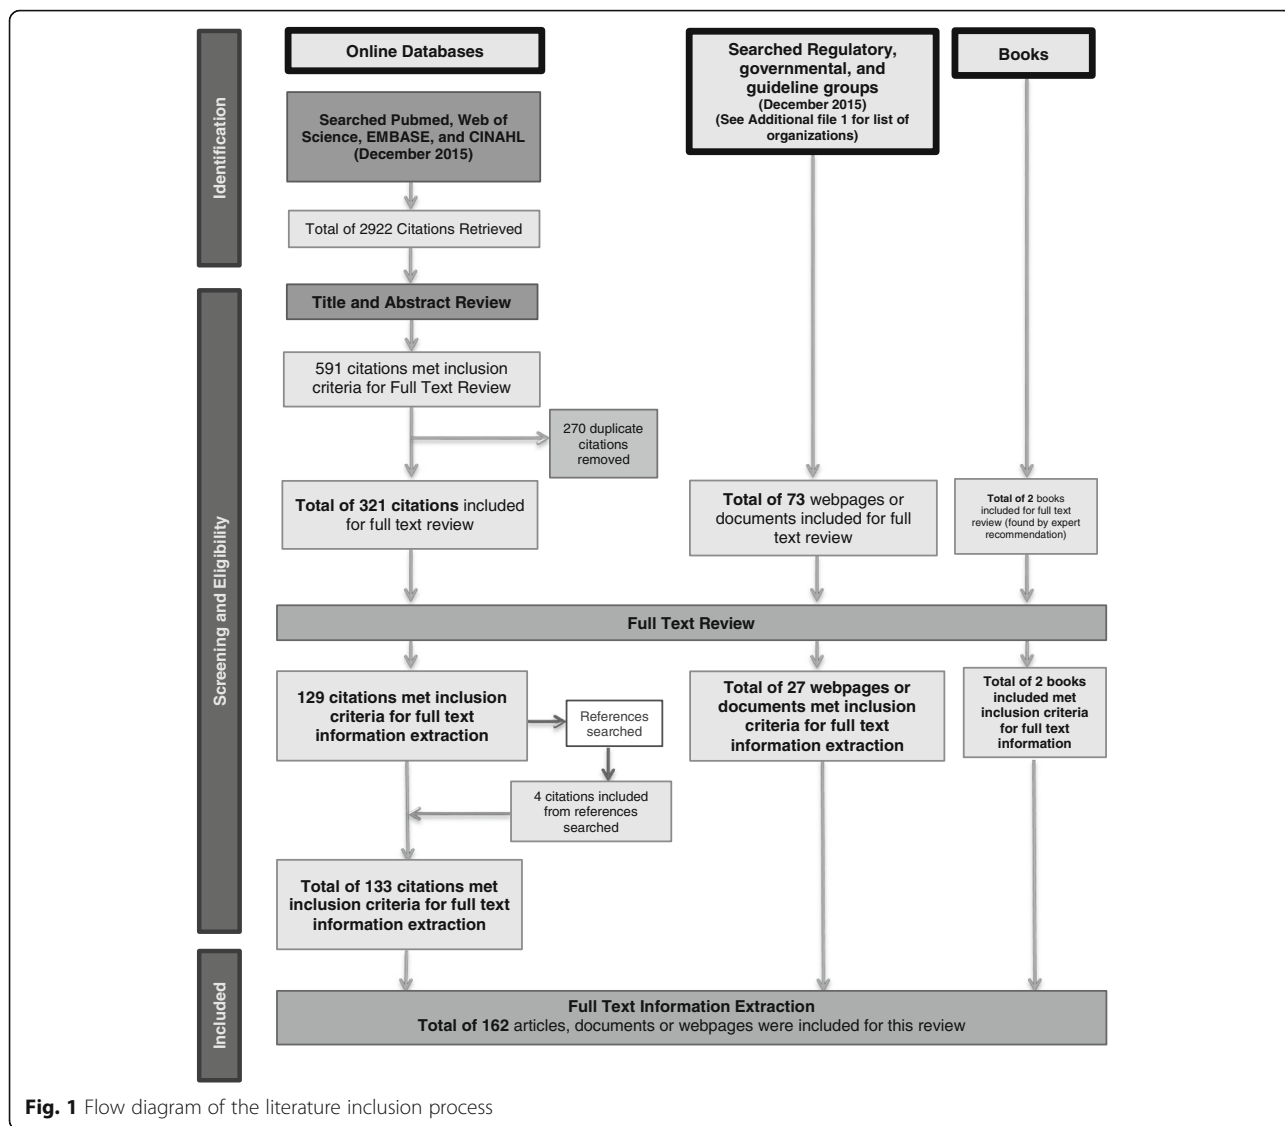 Identification
Online Databases
Searched Pubmed, Web of
Science, EMBASE, and CINAHL
(December 2015)
Total of 2922 Citations Retrieved
Searched Regulatory,
governmental, and
guideline groups
(December 2015)
(See Additional file 1 for list of
organizations)
Books
Screening and Eligibility
Title and Abstract Review
591 citations met inclusion
criteria for Full Text Review
270 duplicate
citations
removed
Total of 321 citations included
for full text review
Total of 73 webpages or
documents included for full
text review
Total of 2 books
included for full text
review (found by expert
recommendation)
Full Text Review
129 citations met inclusion
criteria for full text
information extraction
References
searched
4 citations included
from references
searched
Total of 27 webpages or
documents met inclusion
criteria for full text
information extraction
Total of 2 books
included met
inclusion criteria
for full text
information
Total of 133 citations met
inclusion criteria for full text
information extraction
Included
Full Text Information Extraction
Total of 162 articles, documents or webpages were included for this review
Fig. 1 Flow diagram of the literature inclusion process